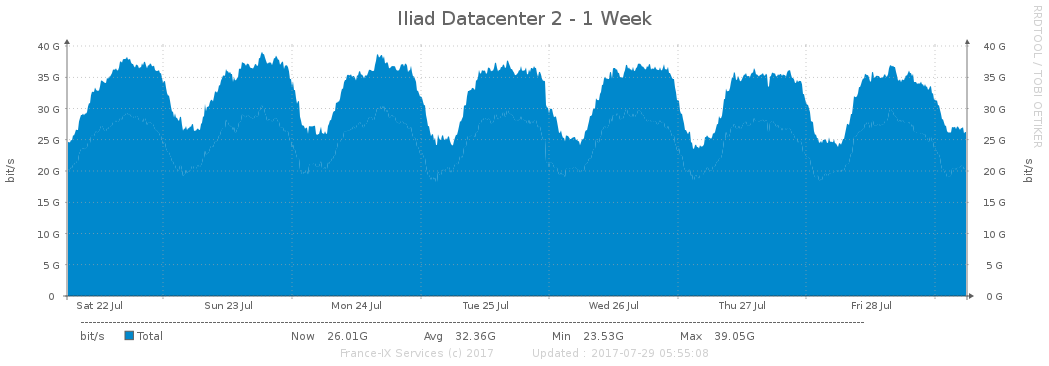 Iliad Datacenter 2 - 1 Week
RRDTOOL / TOBI OETIKER
bit/s
40 G 40 G
35 G 35 G
30 G 30 G
25 G 25 G
20 G 20 G
15 G 15 G
10 G 10 G
5 G 5 G
0 0 G
bit/s
Sat 22 Jul Sun 23 Jul Mon 24 Jul Tue 25 Jul Wed 26 Jul Thu 27 Jul Fri 28 Jul
bit/s Total Now 26.01G Avg 32.36G Min 23.53G Max 39.05G
France-IX Services (c) 2017 Updated : 2017-07-29 05:55:08